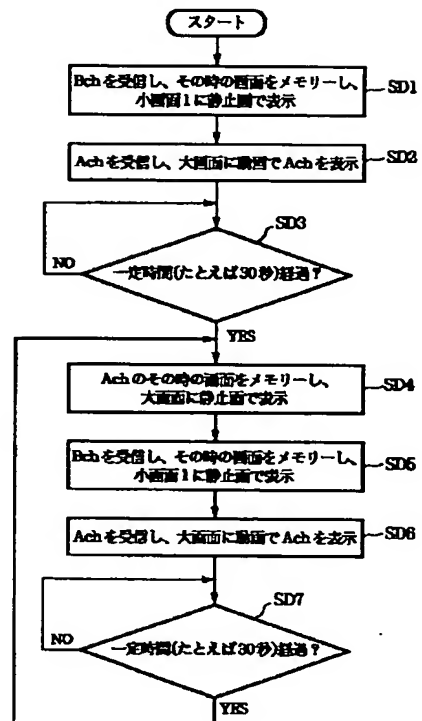 スタート
Bchを受信し、その時の画面をメモリーし、
小画面1に静止画で表示
SD1
Achを受信し、大画面に動画でAchを表示
SD2
SD3
NO
一定時間(たとえば30秒)経過?
YES
Achのその時の画面をメモリーし、
大画面に静止画で表示
SD4
Bchを受信し、その時の画面をメモリーし、
小画面1に静止画で表示
SD5
Achを受信し、大画面に動画でAchを表示
SD6
SD7
NO
一定時間(たとえば30秒)経過?
YES